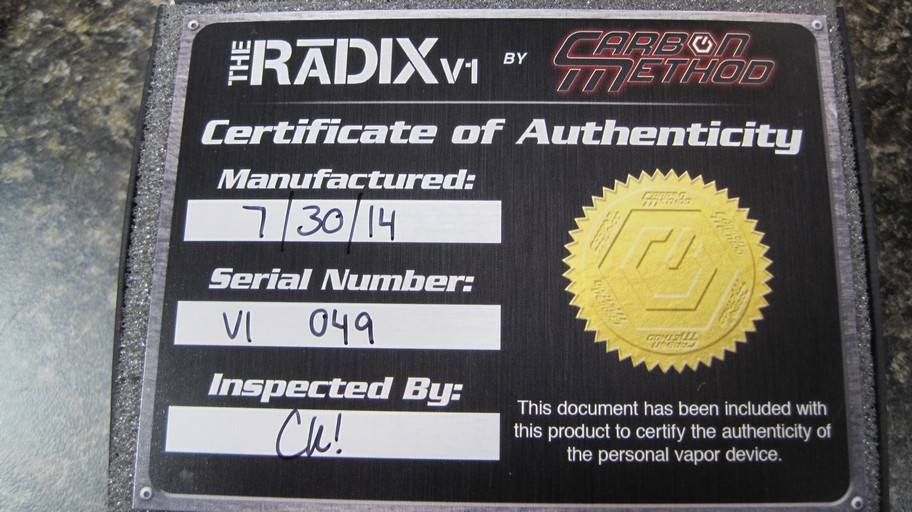 THE RADIX V1 BY CARBON METHOD
Certificate of Authenticity
Manufactured:
7/30/14
Serial Number:
V1 049
Inspected By:
This document has been included with
this product to certify the authenticity of
the personal vapor device.